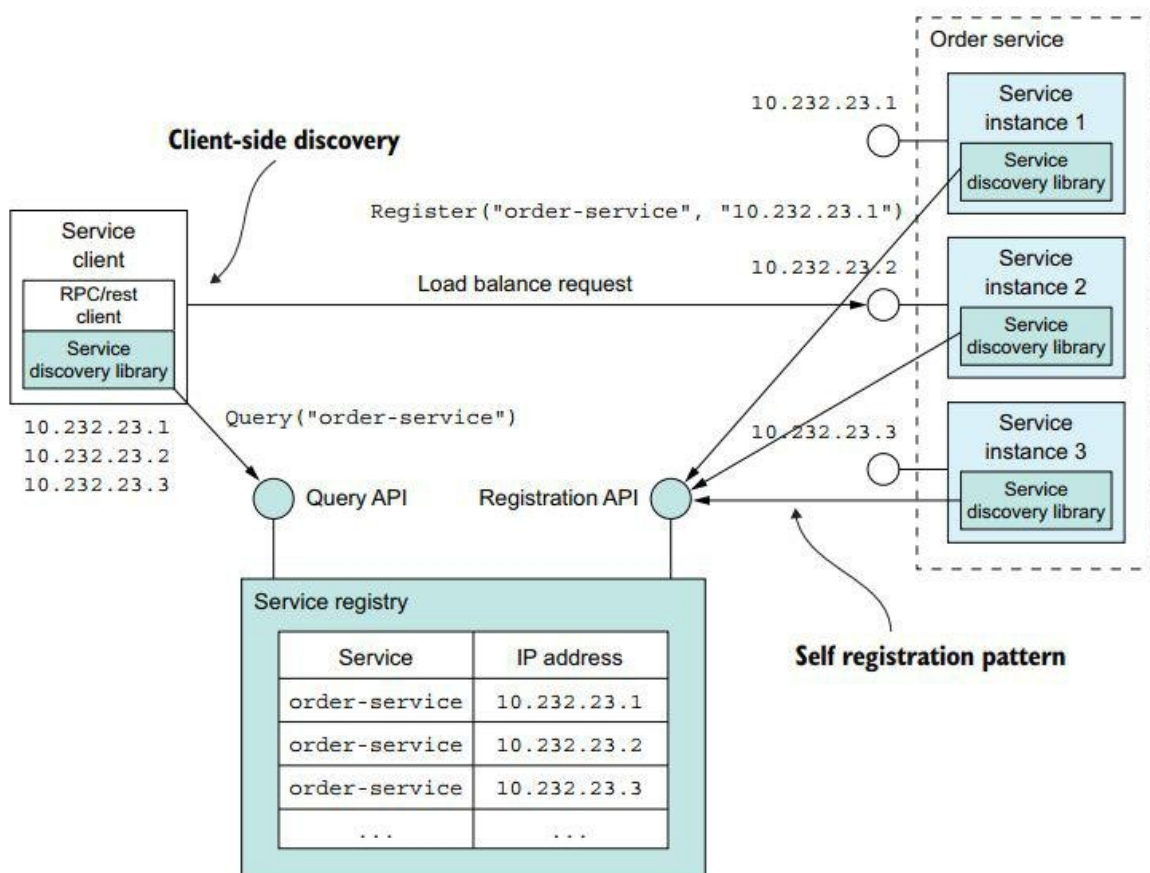 Order service
10.232.23.1
Service
instance 1
Service
discovery library
Client-side discovery
Register("order-service", "10.232.23.1")
Service
client
RPC/rest
client
Service
discovery library
10.232.23.1
10.232.23.2
10.232.23.3
Load balance request
10.232.23.2
Service
instance 2
Service
discovery library
Query("order-service")
10.232.23.3
Service
instance 3
Service
discovery library
Query API
Registration API
Self registration pattern
Service registry
Service IP address
order-service 10.232.23.1
order-service 10.232.23.2
order-service 10.232.23.3
... ...